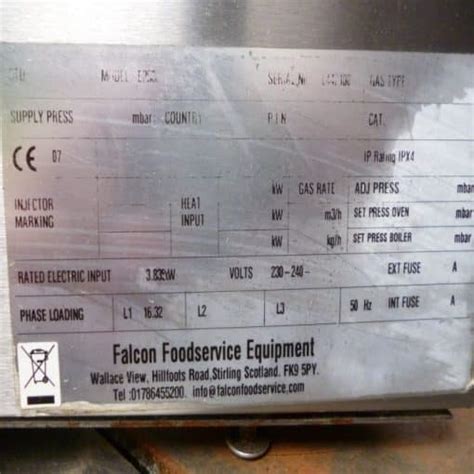 MODEL
SERIAL Nr GAS TYPE
SUPPLY PRESS mbar COUNTRY P.I.N CAT.
CE 07 IP Rating IPX4
kW GAS RATE ADJ PRESS mbar
INJECTOR MARKING HEAT INPUT kW m3/h SET PRESS OVEN mbar
kW kg/h SET PRESS BOILER mbar
RATED ELECTRIC INPUT 3.835kW VOLTS 230-240~ EXT FUSE A
PHASE LOADING L1 16.32 L2 L3 50 Hz INT FUSE A
Falcon Foodservice Equipment
Wallace View, Hillfoots Road,Stirling Scotland. FK9 5PY.
Tel :01786455200. info@falconfoodservice.com